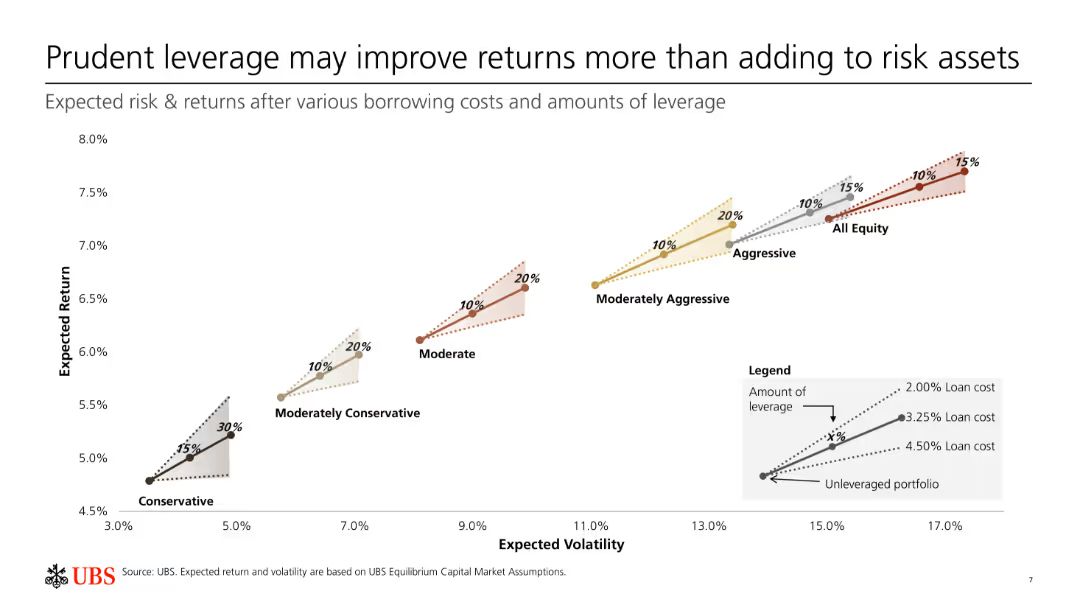 Prudent leverage may improve returns more than adding to risk assets
Expected risk & returns after various borrowing costs and amounts of leverage
Expected Return
8.0%
7.5%
7.0%
6.5%
6.0%
5.5%
5.0%
4.5%
15%
30%
Conservative
10%
20%
Moderately Conservative
10%
20%
Moderate
10%
20%
Moderately Aggressive
10%
15%
Aggressive
10%
15%
All Equity
Legend
Amount of
leverage
x%
2.00% Loan cost
3.25% Loan cost
4.50% Loan cost
Unleveraged portfolio
3.0%
5.0%
7.0%
9.0%
11.0%
13.0%
15.0%
17.0%
Expected Volatility
UBS
Source: UBS. Expected return and volatility are based on UBS Equilibrium Capital Market Assumptions.
7